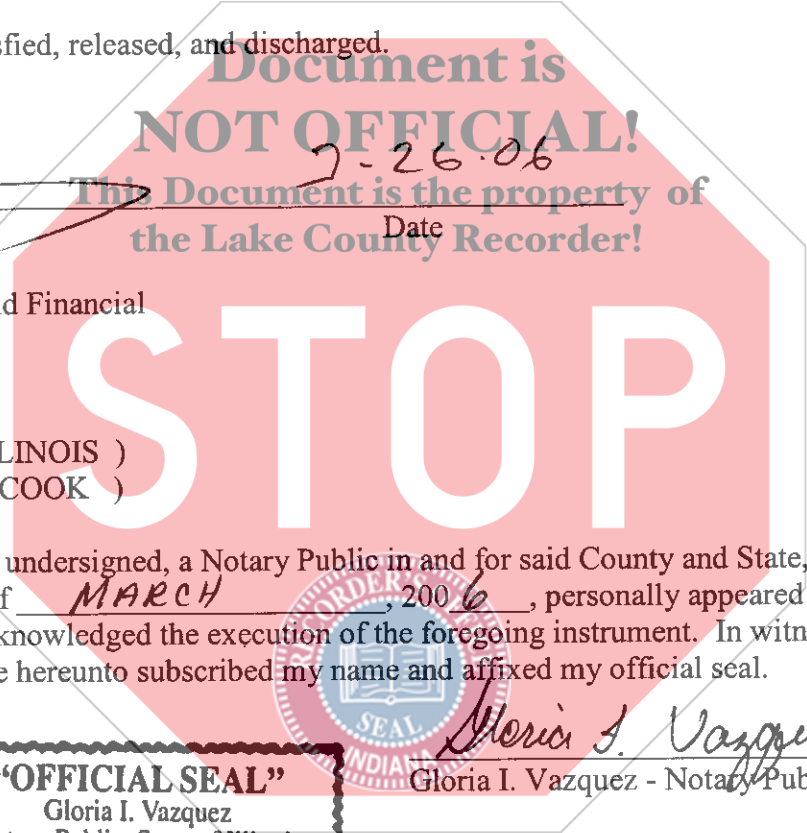 sfied, released, and discharged.
Document is
NOT OFFICIAL!
-26-06
This Document is the property of
Date
the Lake County Recorder!
d Financial
STOP
LINOIS )
COOK )
undersigned, a Notary Public in and for said County and State,
f MARCH, 2006, personally appeared
knowledged the execution of the foregoing instrument. In witn
e hereunto subscribed my name and affixed my official seal.
RECORDER'S
SEAL
INDIANA
Gloria I. Vazque
"OFFICIAL SEAL"
Gloria I. Vazquez - Notary Pub
Gloria I. Vazquez